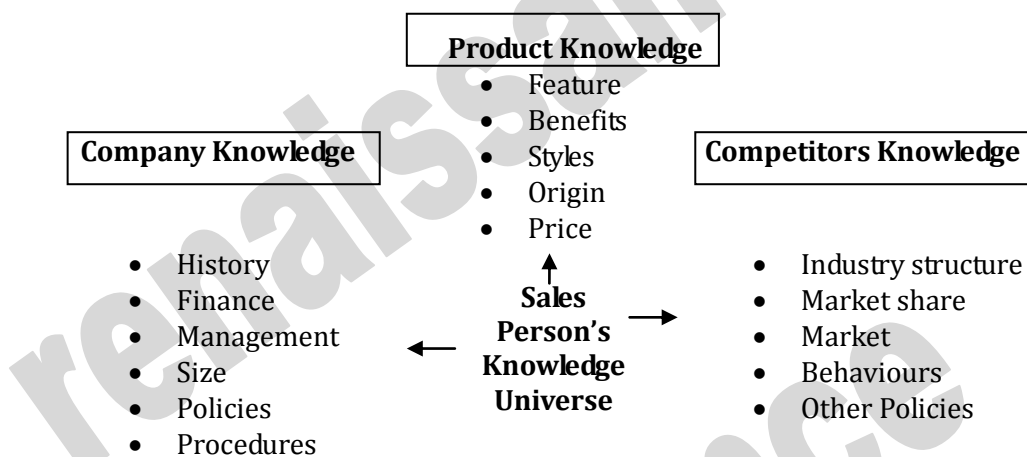 Product Knowledge
• Feature
• Benefits
• Styles
• Origin
• Price
Company Knowledge
• History
• Finance
• Management
• Size
• Policies
• Procedures
Sales
Person’s
Knowledge
Universe
Competitors Knowledge
• Industry structure
• Market share
• Market
• Behaviours
• Other Policies